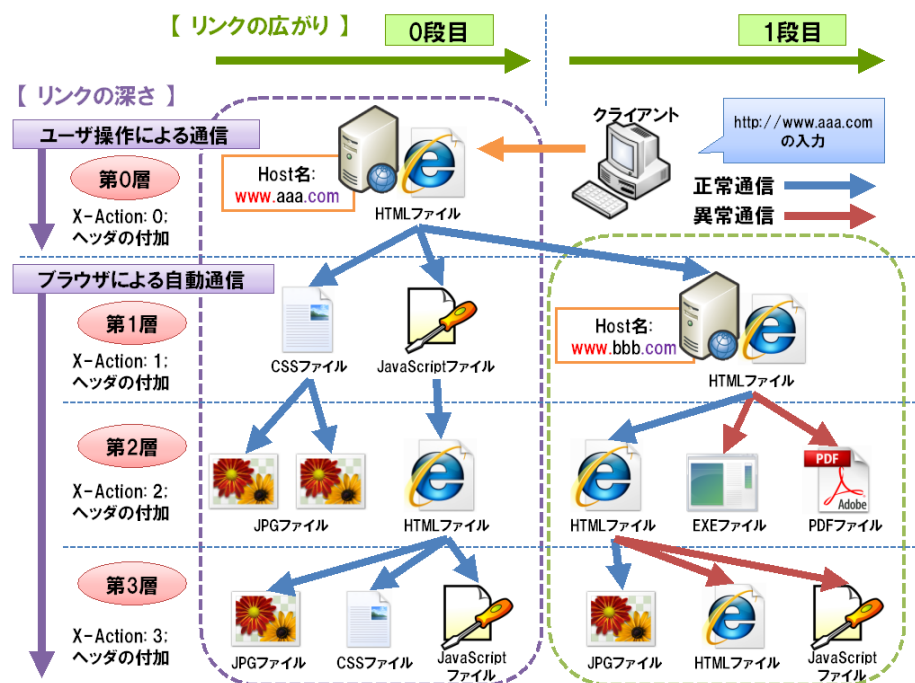 【 リンクの広がり 】
0段目
1段目
【 リンクの深さ 】
ユーザ操作による通信
クライアント
http://www.aaa.com
の入力
第0層
Host名:
www.aaa.com
正常通信
異常通信
X-Action: 0:
ヘッダの付加
HTMLファイル
ブラウザによる自動通信
第1層
Host名:
www.bbb.com
X-Action: 1:
ヘッダの付加
CSSファイル
JavaScriptファイル
HTMLファイル
第2層
PDF
Adobe
X-Action: 2:
ヘッダの付加
JPGファイル
HTMLファイル
HTMLファイル
EXEファイル
PDFファイル
第3層
X-Action: 3:
ヘッダの付加
JPGファイル
CSSファイル
JavaScript
ファイル
JPGファイル
HTMLファイル
JavaScript
ファイル